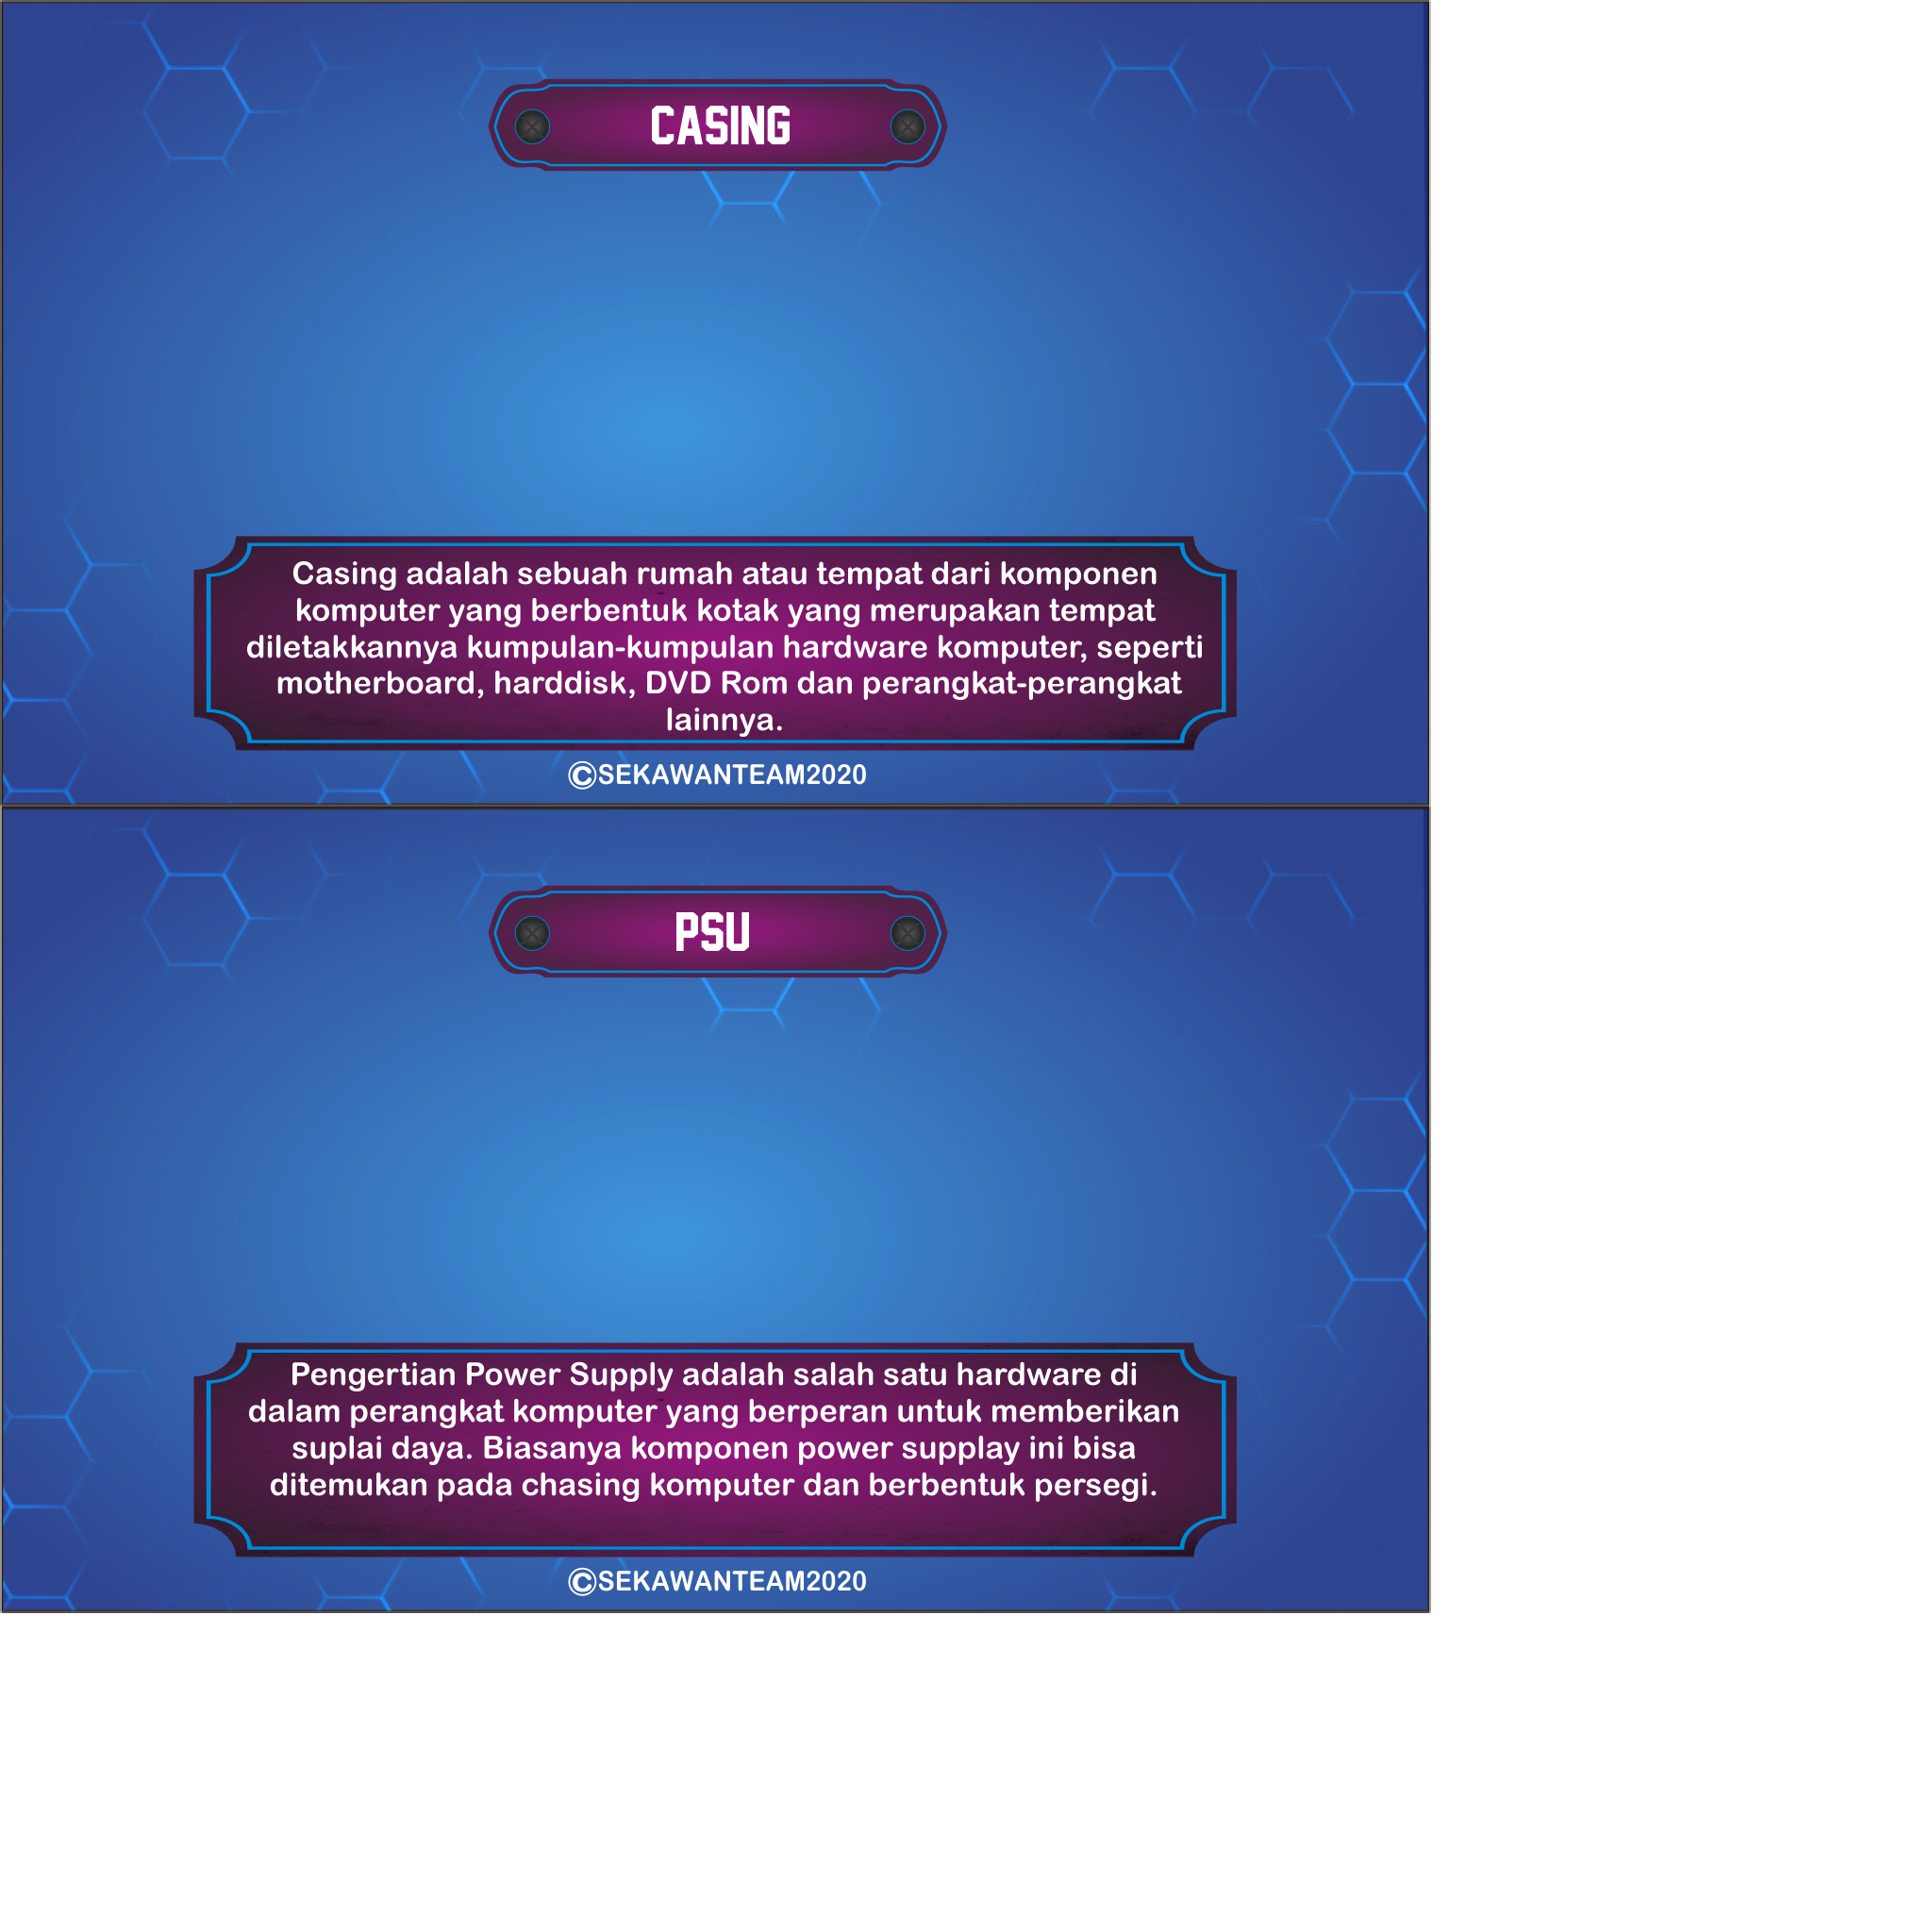 CASING
Casing adalah sebuah rumah atau tempat dari komponen
komputer yang berbentuk kotak yang merupakan tempat
diletakkannya kumpulan-kumpulan hardware komputer, seperti
motherboard, harddisk, DVD Rom dan perangkat-perangkat
lainnya.
©SEKAWANTEAM2020
PSU
Pengertian Power Supply adalah salah satu hardware di
dalam perangkat komputer yang berperan untuk memberikan
suplai daya. Biasanya komponen power supplay ini bisa
ditemukan pada chasing komputer dan berbentuk persegi.
©SEKAWANTEAM2020